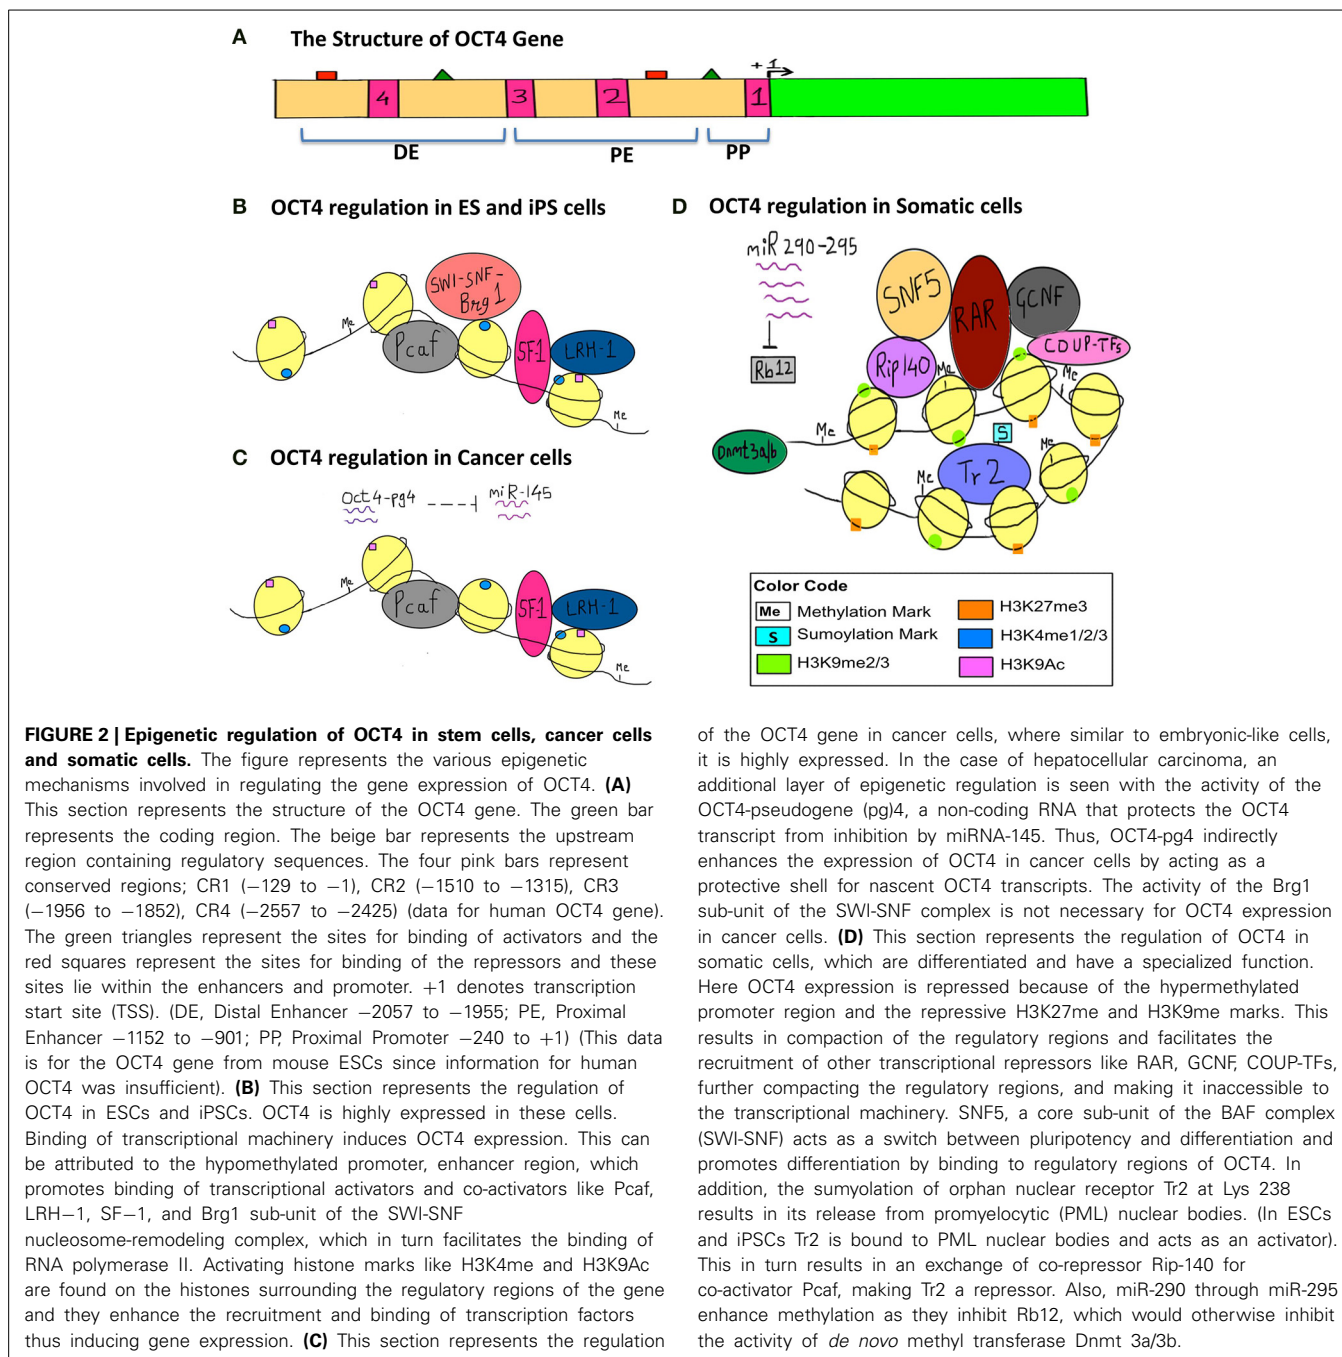 A The Structure of OCT4 Gene
+1
4 3 2 1
DE PE PP
B OCT4 regulation in ES and iPS cells
SWI-SNF-
Brg1
Me
Pcaf
SF-1
LRH-1
Me
C OCT4 regulation in Cancer cells
Oct4-pg4
miR-145
Me
Pcaf
SF-1
LRH-1
Me
D OCT4 regulation in Somatic cells
miR 290-295
Rb12
SNF5
RAR
GCNF
COUP-TFs
Rip140
Me
Me
Me
Dnmt3a/b
S
Tr2
Me
Me
Color Code
Me Methylation Mark
S Sumoylation Mark
H3K9me2/3
H3K27me3
H3K4me1/2/3
H3K9Ac
FIGURE 2 | Epigenetic regulation of OCT4 in stem cells, cancer cells
and somatic cells. The figure represents the various epigenetic
mechanisms involved in regulating the gene expression of OCT4. (A)
This section represents the structure of the OCT4 gene. The green bar
represents the coding region. The beige bar represents the upstream
region containing regulatory sequences. The four pink bars represent
conserved regions; CR1 (−129 to −1), CR2 (−1510 to −1315), CR3
(−1956 to −1852), CR4 (−2557 to −2425) (data for human OCT4 gene).
The green triangles represent the sites for binding of activators and the
red squares represent the sites for binding of the repressors and these
sites lie within the enhancers and promoter. +1 denotes transcription
start site (TSS). (DE, Distal Enhancer −2057 to −1955; PE, Proximal
Enhancer −1152 to −901; PP, Proximal Promoter −240 to +1) (This data
is for the OCT4 gene from mouse ESCs since information for human
OCT4 was insufficient). (B) This section represents the regulation of
OCT4 in ESCs and iPSCs. OCT4 is highly expressed in these cells.
Binding of transcriptional machinery induces OCT4 expression. This can
be attributed to the hypomethylated promoter, enhancer region, which
promotes binding of transcriptional activators and co-activators like Pcaf,
LRH−1, SF−1, and Brg1 sub-unit of the SWI-SNF
nucleosome-remodeling complex, which in turn facilitates the binding of
RNA polymerase II. Activating histone marks like H3K4me and H3K9Ac
are found on the histones surrounding the regulatory regions of the gene
and they enhance the recruitment and binding of transcription factors
thus inducing gene expression. (C) This section represents the regulation
of the OCT4 gene in cancer cells, where similar to embryonic-like cells,
it is highly expressed. In the case of hepatocellular carcinoma, an
additional layer of epigenetic regulation is seen with the activity of the
OCT4-pseudogene (pg)4, a non-coding RNA that protects the OCT4
transcript from inhibition by miRNA-145. Thus, OCT4-pg4 indirectly
enhances the expression of OCT4 in cancer cells by acting as a
protective shell for nascent OCT4 transcripts. The activity of the Brg1
sub-unit of the SWI-SNF complex is not necessary for OCT4 expression
in cancer cells. (D) This section represents the regulation of OCT4 in
somatic cells, which are differentiated and have a specialized function.
Here OCT4 expression is repressed because of the hypermethylated
promoter region and the repressive H3K27me and H3K9me marks. This
results in compaction of the regulatory regions and facilitates the
recruitment of other transcriptional repressors like RAR, GCNF, COUP-TFs,
further compacting the regulatory regions, and making it inaccessible to
the transcriptional machinery. SNF5, a core sub-unit of the BAF complex
(SWI-SNF) acts as a switch between pluripotency and differentiation and
promotes differentiation by binding to regulatory regions of OCT4. In
addition, the sumyolation of orphan nuclear receptor Tr2 at Lys 238
results in its release from promyelocytic (PML) nuclear bodies. (In ESCs
and iPSCs Tr2 is bound to PML nuclear bodies and acts as an activator).
This in turn results in an exchange of co-repressor Rip-140 for
co-activator Pcaf, making Tr2 a repressor. Also, miR-290 through miR-295
enhance methylation as they inhibit Rb12, which would otherwise inhibit
the activity of de novo methyl transferase Dnmt 3a/3b.